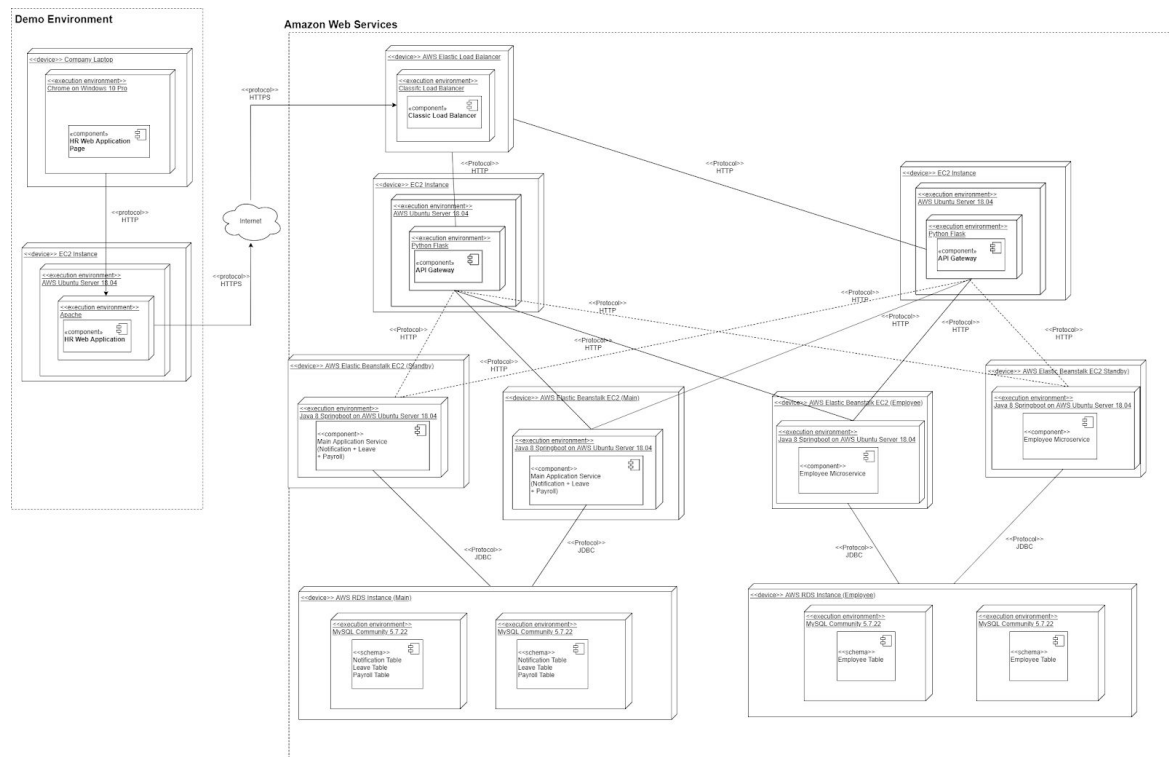 Demo Environment
<<device>> Company Laptop
<<execution environment>>
Chrome on Windows 10 Pro
«component»
HR Web Application
Page
<<protocol>>
HTTP
<<device>> EC2 Instance
<<execution environment>>
AWS Ubuntu Server 18.04
<<execution environment>>
Apache
«component»
HR Web Application
<<protocol>>
HTTPS
Internet
<<protocol>>
HTTPS
Amazon Web Services
<<device>> AWS Elastic Load Balancer
<<execution environment>>
Load Balancer
«component»
Classic Load Balancer
<<Protocol>>
HTTP
<<Protocol>>
HTTP
<<device>> EC2 Instance
<<execution environment>>
AWS Ubuntu Server 18.04
<<execution environment>>
Python Flask
«component»
API Gateway
<<device>> EC2 Instance
<<execution environment>>
AWS Ubuntu Server 18.04
<<execution environment>>
Python Flask
«component»
API Gateway
<<Protocol>>
HTTP
<<Protocol>>
HTTP
<<Protocol>>
HTTP
<<Protocol>>
HTTP
<<Protocol>>
HTTP
<<Protocol>>
HTTP
<<Protocol>>
HTTP
<<Protocol>>
HTTP
<<device>> AWS Elastic Beanstalk EC2 (Standby)
<<execution environment>>
Java 8 Springboot on AWS Ubuntu Server 18.04
<<component>>
Main Application Service
(Notification + Leave
+ Payroll)
<<device>> AWS Elastic Beanstalk EC2 (Main)
<<execution environment>>
Java 8 Springboot on AWS Ubuntu Server 18.04
<<component>>
Main Application Service
(Notification + Leave
+ Payroll)
<<device>> AWS Elastic Beanstalk EC2 (Employee)
<<execution environment>>
Java 8 Springboot on AWS Ubuntu Server 18.04
<<component>>
Employee Microservice
<<device>> AWS Elastic Beanstalk EC2 Standby)
<<execution environment>>
Java 8 Springboot on AWS Ubuntu Server 18.04
<<component>>
Employee Microservice
<<Protocol>>
JDBC
<<Protocol>>
JDBC
<<Protocol>>
JDBC
<<Protocol>>
JDBC
<<device>> AWS RDS Instance (Main)
<<execution environment>>
MySQL Community 5.7.22
<<schema>>
Notification Table
Leave Table
Payroll Table
<<execution environment>>
MySQL Community 5.7.22
<<schema>>
Notification Table
Leave Table
Payroll Table
<<device>> AWS RDS Instance (Employee)
<<execution environment>>
MySQL Community 5.7.22
<<schema>>
Employee Table
<<execution environment>>
MySQL Community 5.7.22
<<schema>>
Employee Table